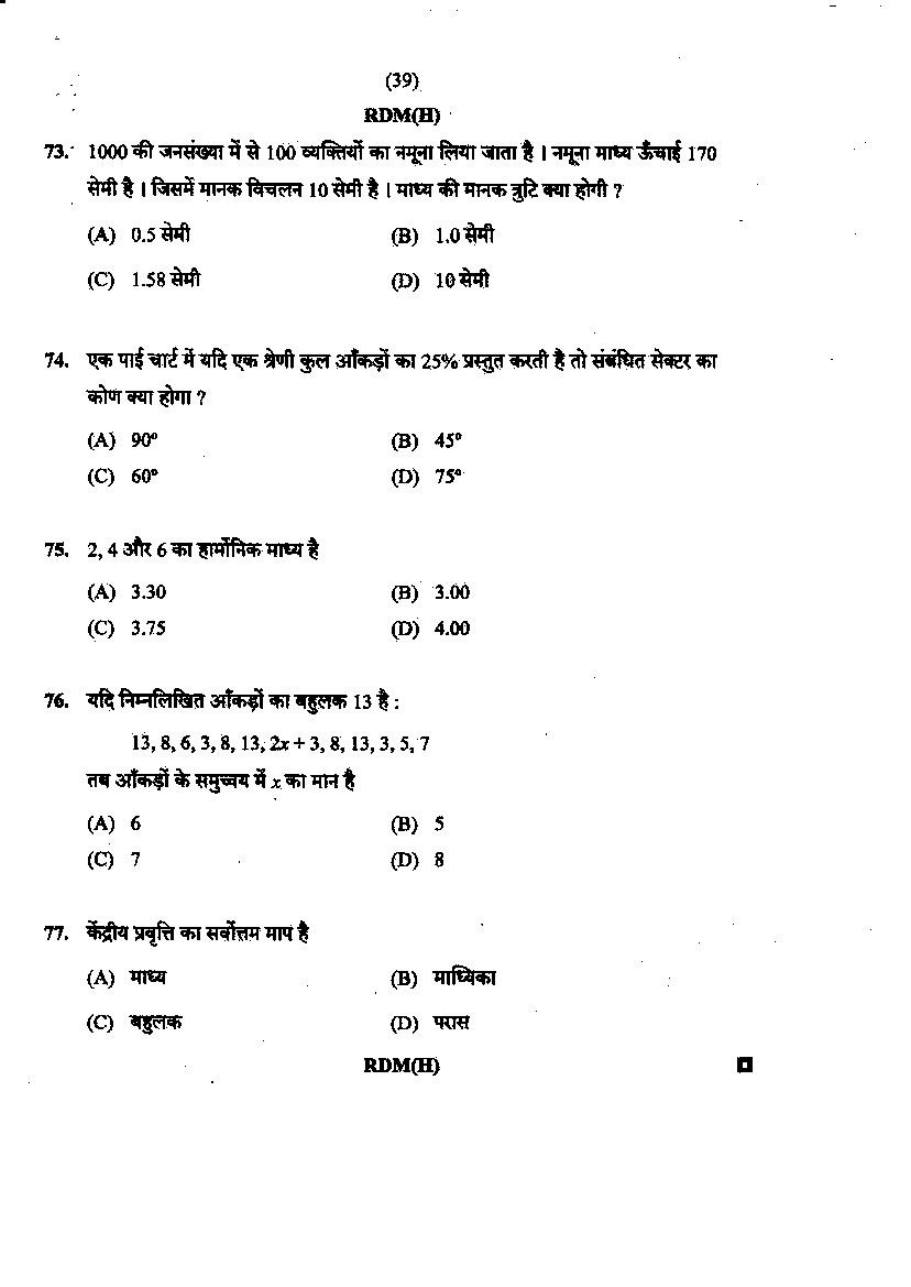 (39)
RDM(H)
73. 1000 की जनसंख्या में से 100 व्यक्तियों का नमूना लिया जाता है । नमूना माध्य ऊँचाई 170
सेमी है । जिसमें मानक विचलन 10 सेमी है । माध्य की मानक त्रुटि क्या होगी ?
(A) 0.5 सेमी (B) 1.0 सेमी
(C) 1.58 सेमी (D) 10 सेमी
74. एक पाई चार्ट में यदि एक श्रेणी कुल आँकड़ों का 25% प्रस्तुत करती है तो संबंधित सेक्टर का
कोण क्या होगा ?
(A) 90° (B) 45°
(C) 60° (D) 75°
75. 2, 4 और 6 का हार्मोनिक माध्य है
(A) 3.30 (B) 3.00
(C) 3.75 (D) 4.00
76. यदि निम्नलिखित आँकड़ों का बहुलक 13 है :
13, 8, 6, 3, 8, 13, 2x + 3, 8, 13, 3, 5, 7
तब आँकड़ों के समुच्चय में x का मान है
(A) 6 (B) 5
(C) 7 (D) 8
77. केंद्रीय प्रवृत्ति का सर्वोत्तम माप है
(A) माध्य (B) माध्यिका
(C) बहुलक (D) परास
RDM(H)